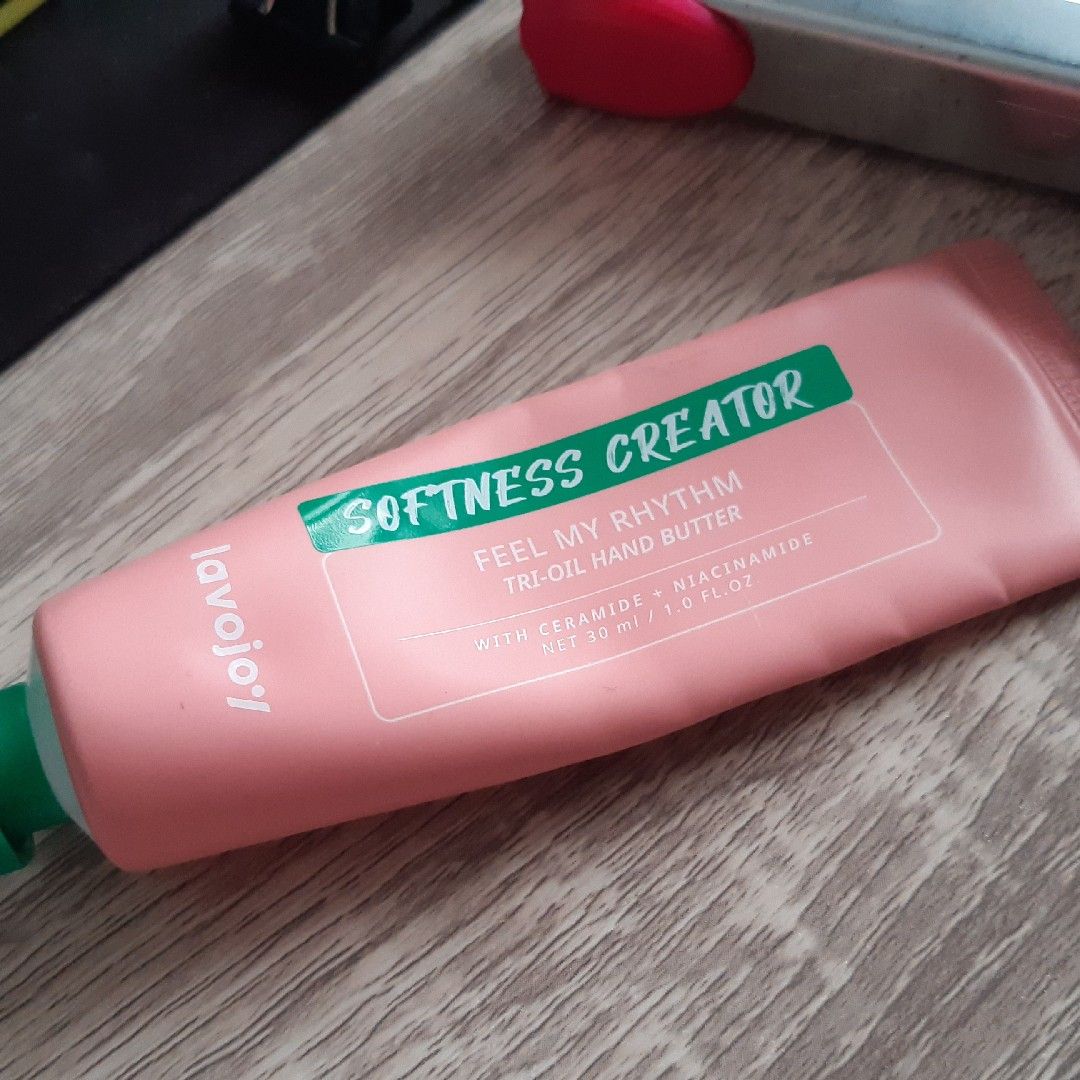 SOFTNESS CREATOR
FEEL MY RHYTHM
TRI-OIL HAND BUTTER
WITH CERAMIDE + NIACINAMIDE
NET 30 ml / 1.0 FL.OZ
lavojoy